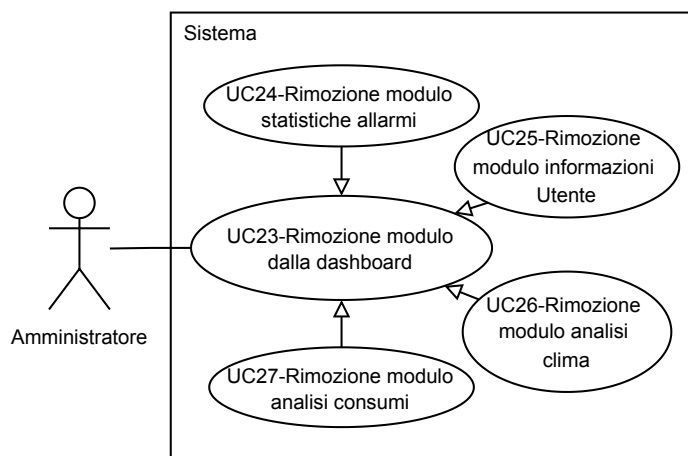 Sistema
UC24-Rimozione modulo
statistiche allarmi
UC25-Rimozione
modulo informazioni
Utente
UC23-Rimozione modulo
dalla dashboard
Amministratore
UC26-Rimozione
modulo analisi
clima
UC27-Rimozione modulo
analisi consumi